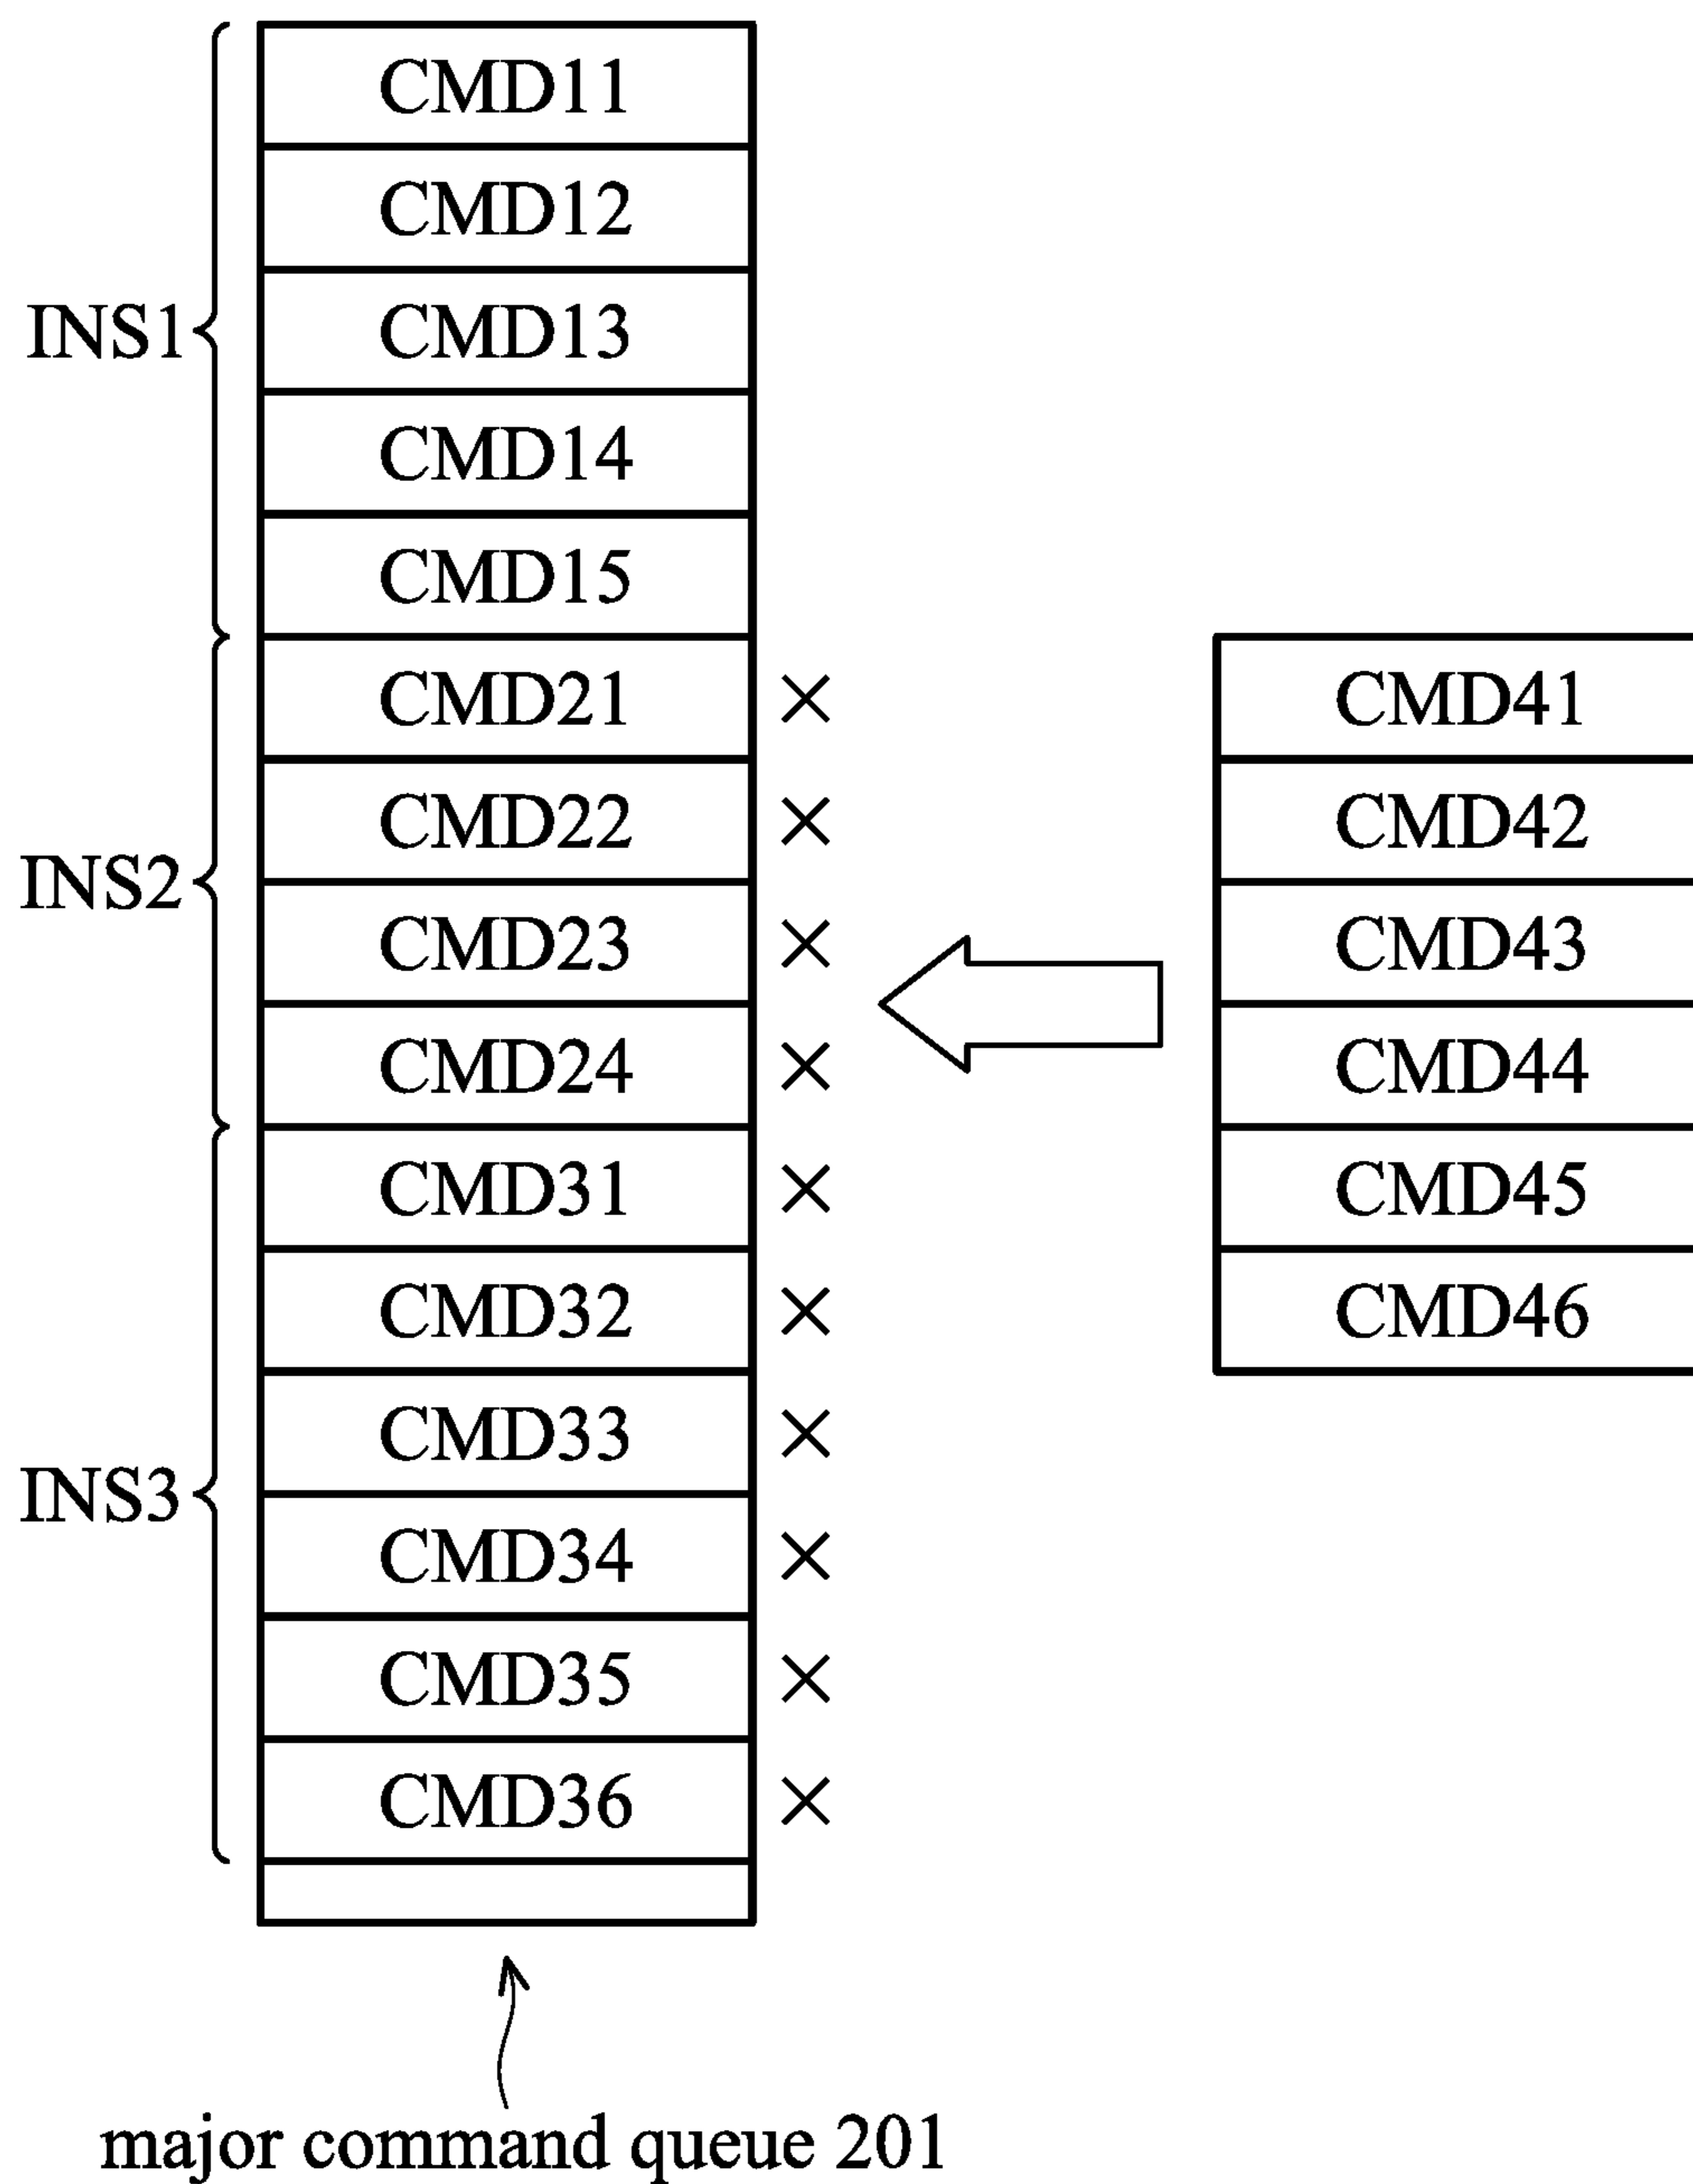 CMD11
CMD12
INS1 CMD13
CMD14
CMD15
CMD21 × CMD41
CMD22 × CMD42
INS2
CMD23 × CMD43
CMD24 × CMD44
CMD31 × CMD45
CMD32 × CMD46
CMD33 ×
INS3
CMD34 ×
CMD35 ×
CMD36 ×
major command queue 201